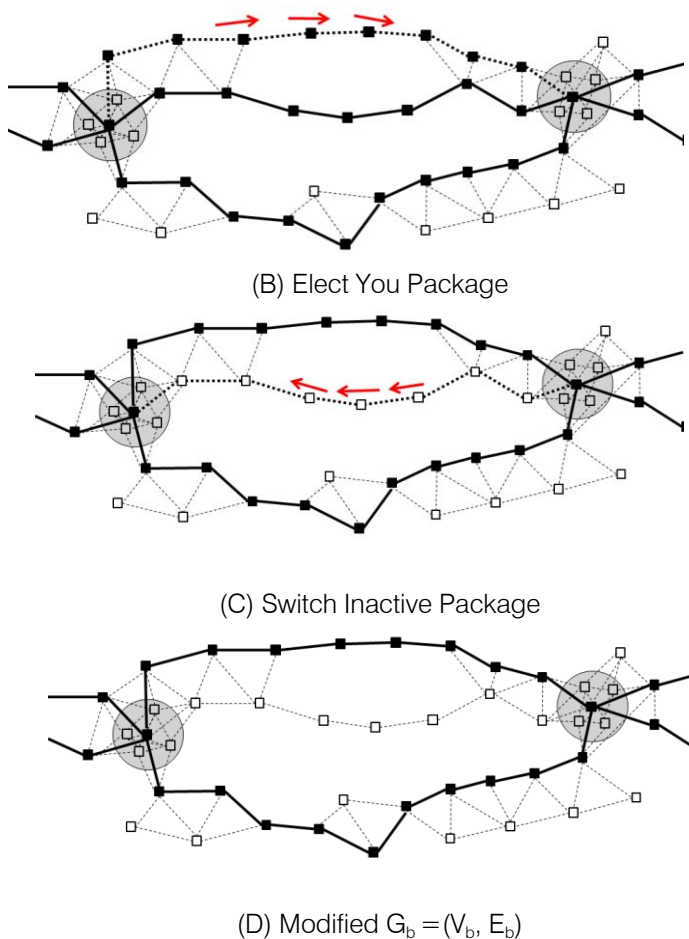 (B) Elect You Package
(C) Switch Inactive Package
(D) Modified G_b = (V_b, E_b)